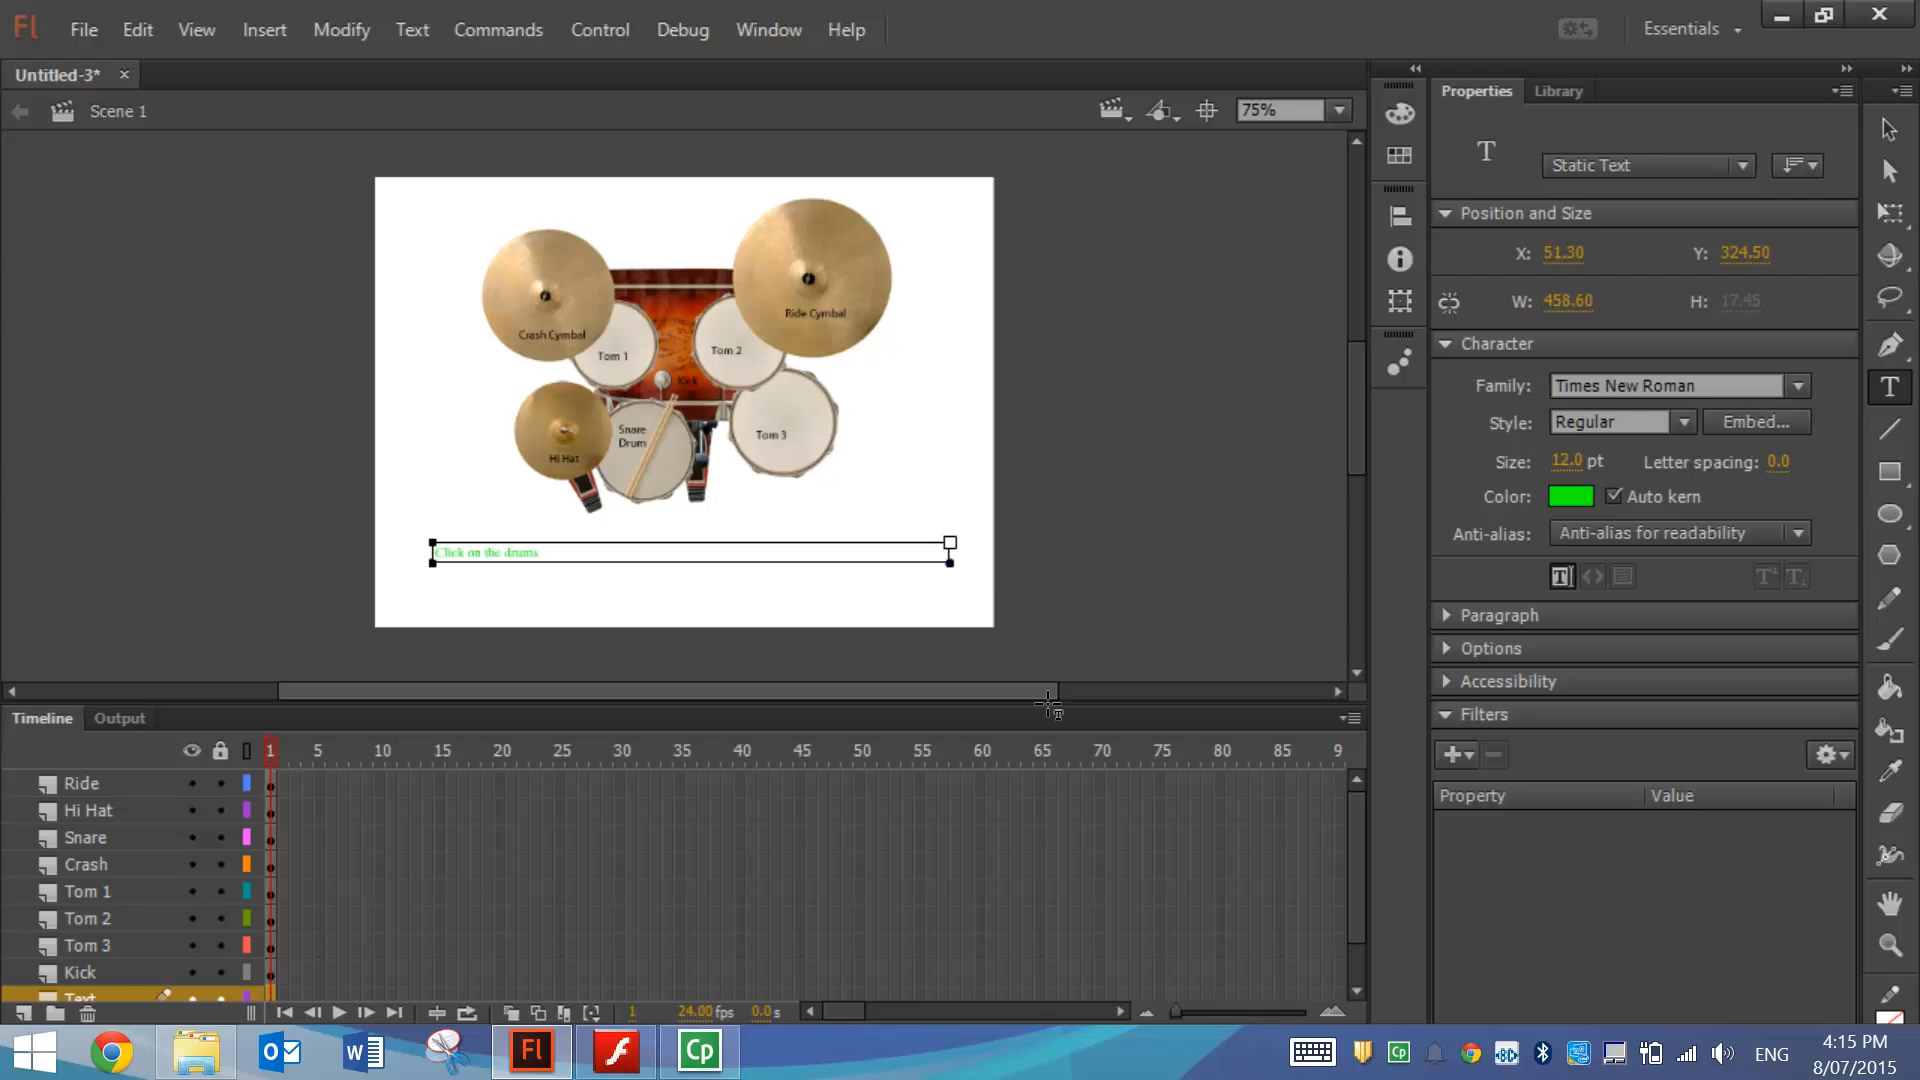 Fl File Edit View Insert Modify Text Commands Control Debug Window Help Essentials
Untitled-3*
Scene 1
75%
Crash Cymbal
Ride Cymbal
Tom 1
Tom 2
Kick
Snare
Drum
Tom 3
Hi Hat
Click on the drums
Properties Library
T Static Text
Position and Size
X: 51.30 Y: 324.50
W: 458.60 H: 17.45
Character
Family: Times New Roman
Style: Regular Embed...
Size: 12.0 pt Letter spacing: 0.0
Color: Auto kern
Anti-alias: Anti-alias for readability
Paragraph
Options
Accessibility
Filters
Property Value
Timeline Output
1 5 10 15 20 25 30 35 40 45 50 55 60 65 70 75 80 85 9
Ride
Hi Hat
Snare
Crash
Tom 1
Tom 2
Tom 3
Kick
Text
1 24.00 fps 0.0 s
Fl Cp Cp ENG
4:15 PM
8/07/2015